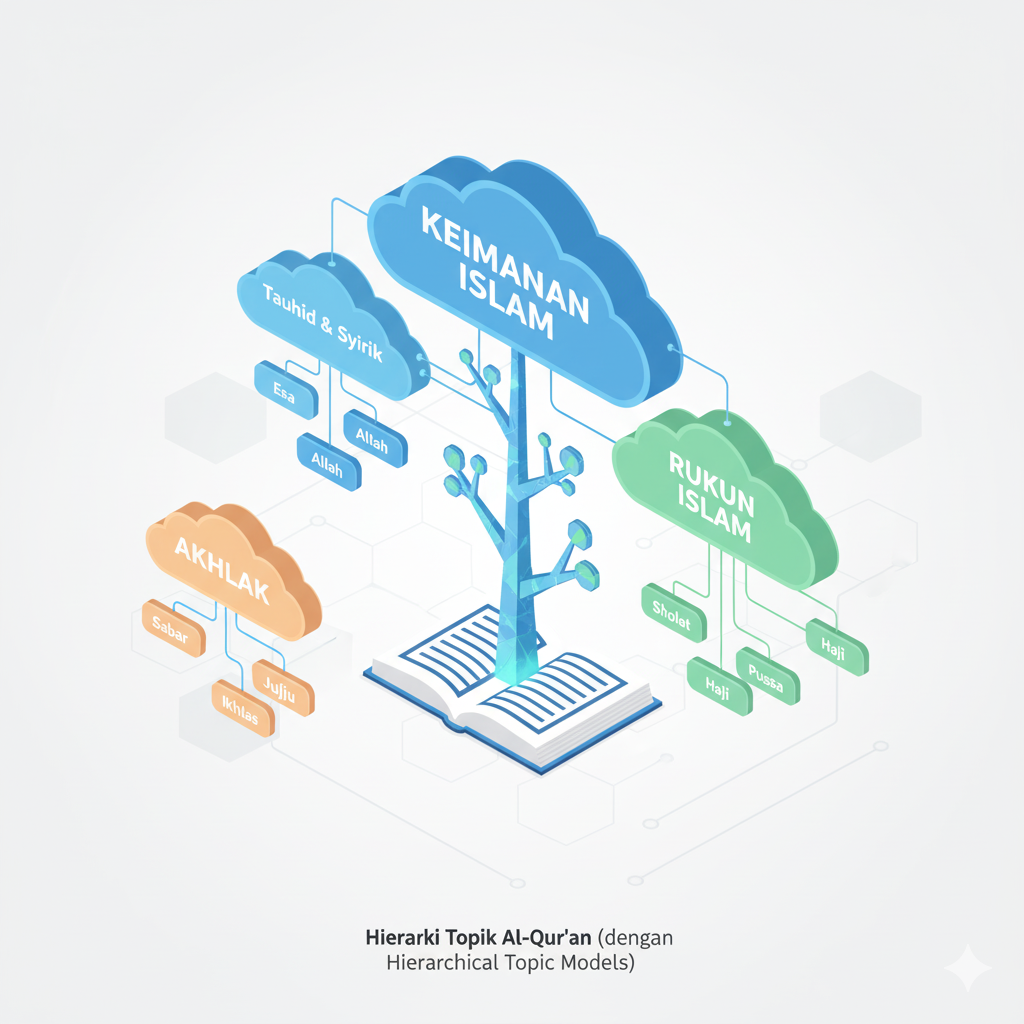 KEIMANAN
ISLAM
Tauhid & Syirik
Esa
Allah
Allah
RUKUN
ISLAM
Sholat
Haji
Pussa
Haji
AKHLAK
Sabar
Ikhlas
Hierarki Topik Al-Qur'an (dengan
Hierarchical Topic Models)